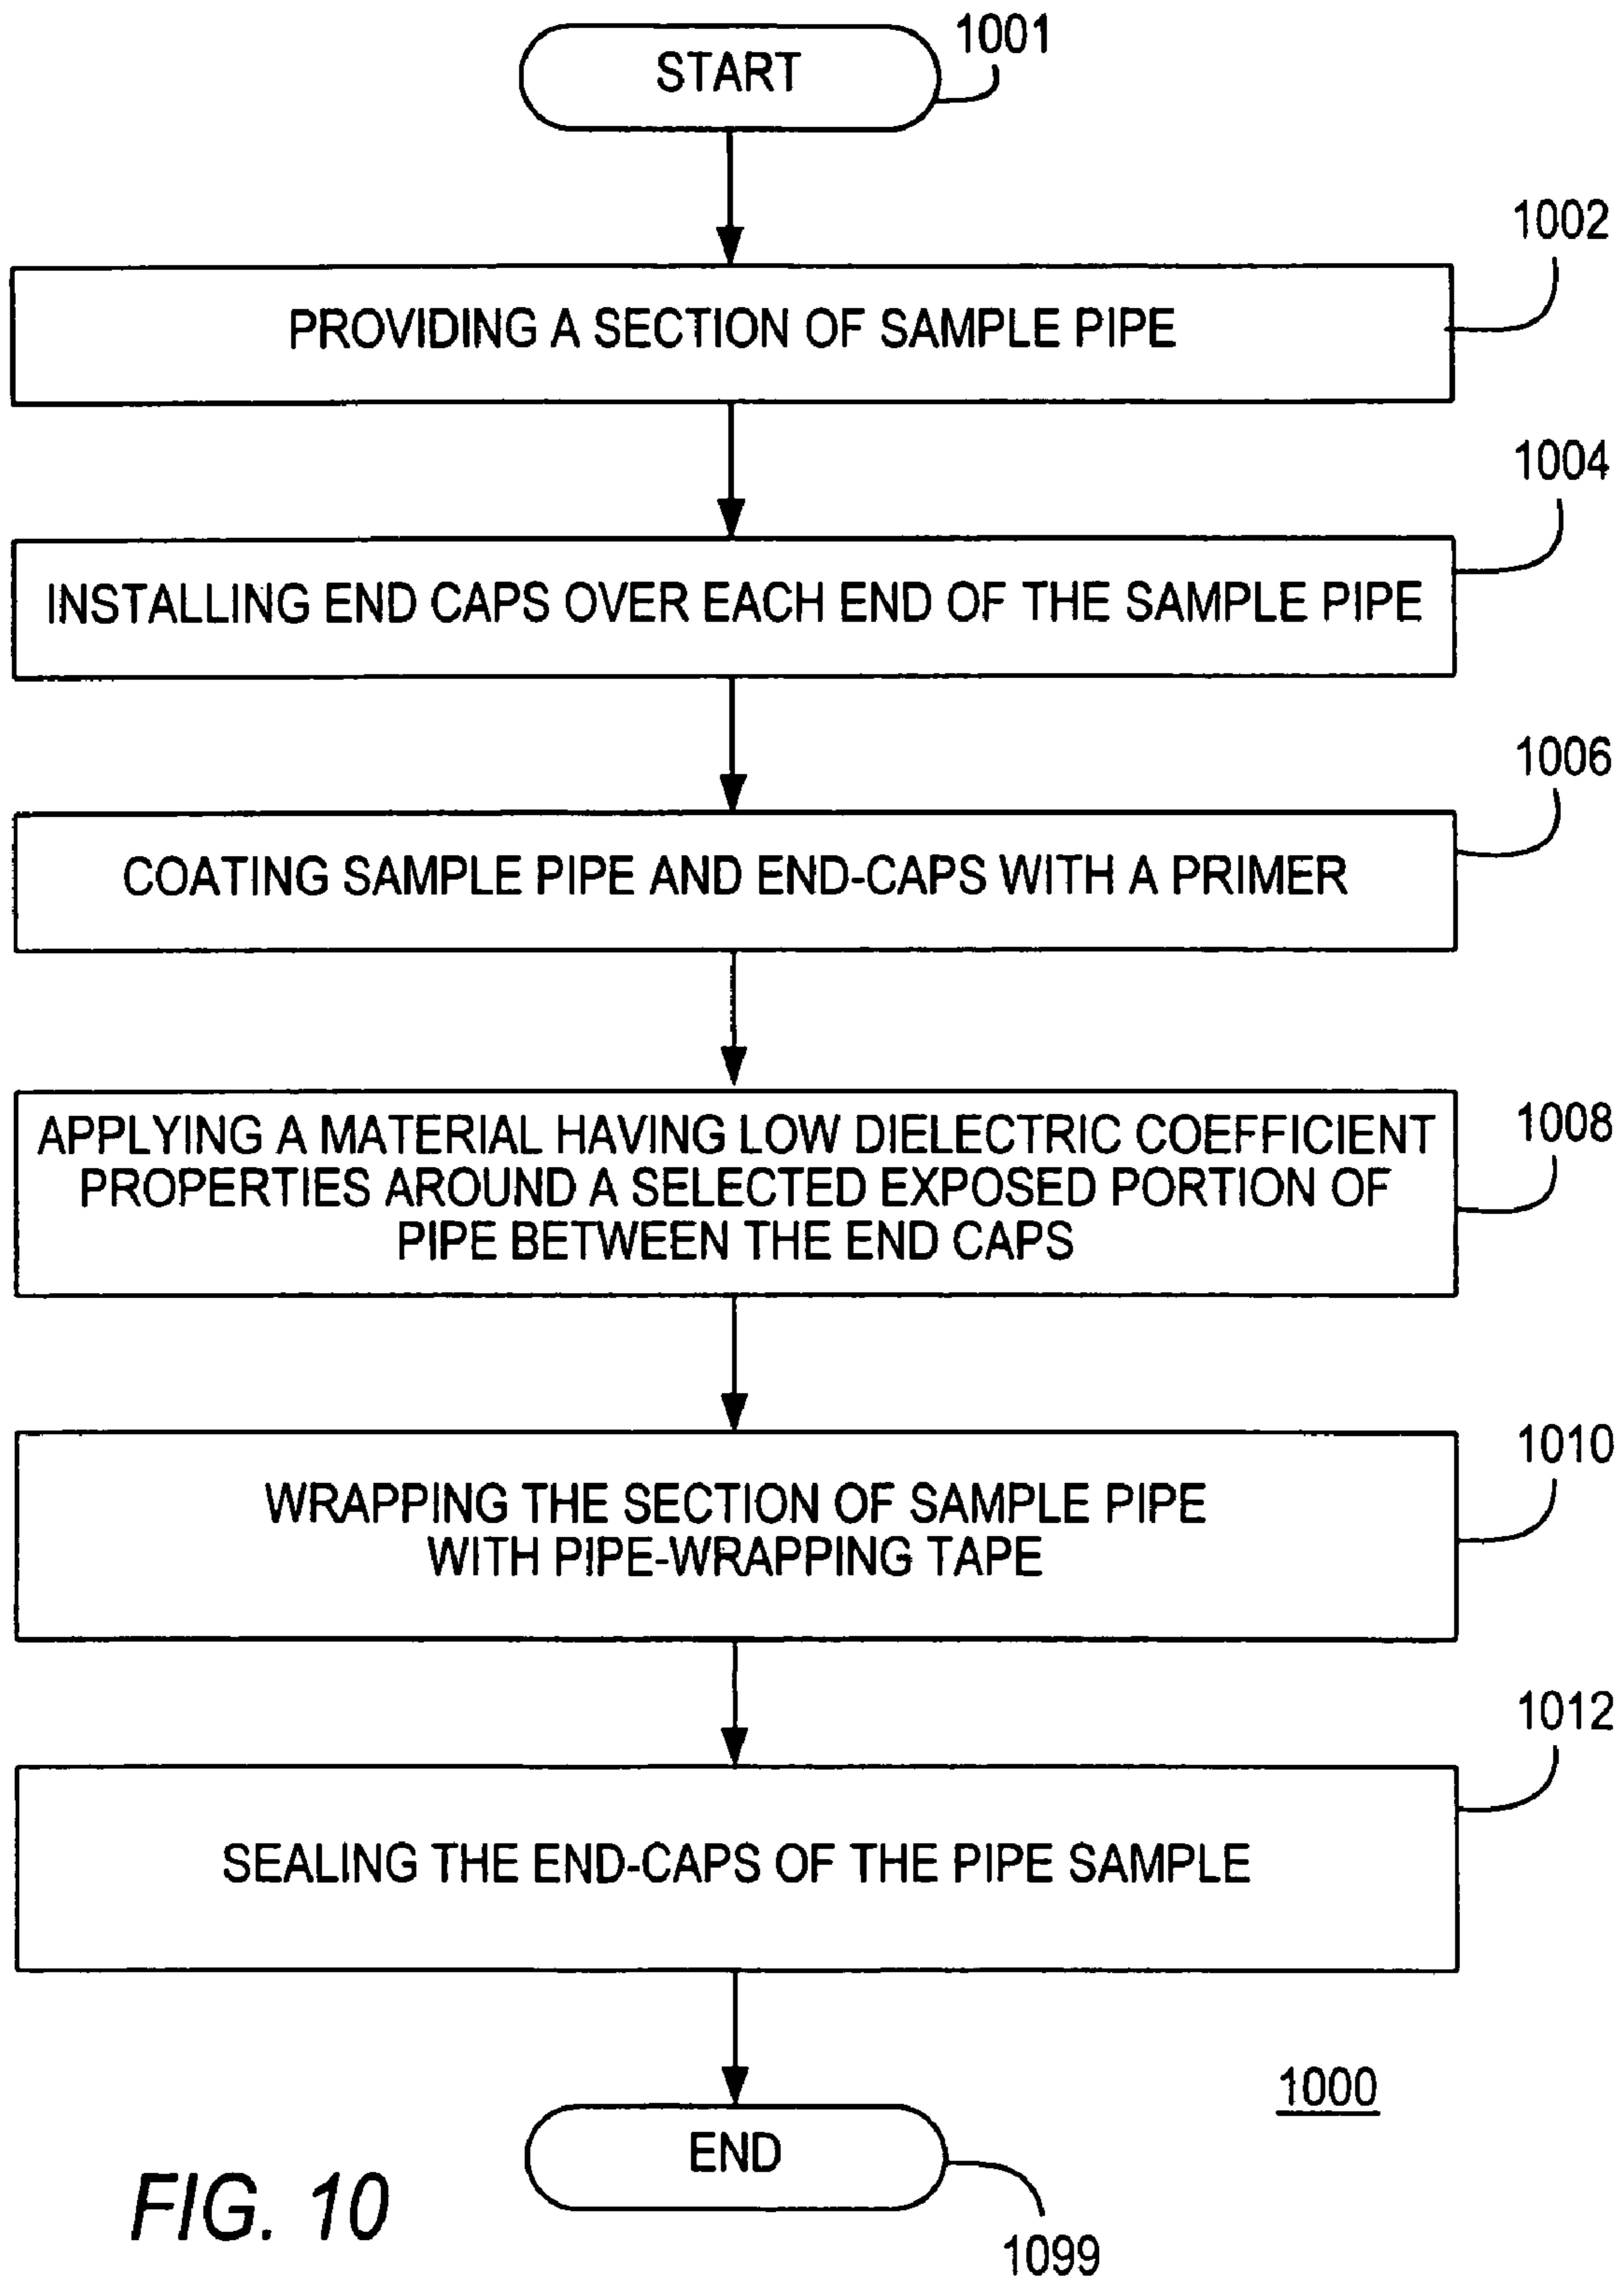 START
1001
1002
PROVIDING A SECTION OF SAMPLE PIPE
1004
INSTALLING END CAPS OVER EACH END OF THE SAMPLE PIPE
1006
COATING SAMPLE PIPE AND END-CAPS WITH A PRIMER
1008
APPLYING A MATERIAL HAVING LOW DIELECTRIC COEFFICIENT
PROPERTIES AROUND A SELECTED EXPOSED PORTION OF
PIPE BETWEEN THE END CAPS
1010
WRAPPING THE SECTION OF SAMPLE PIPE
WITH PIPE-WRAPPING TAPE
1012
SEALING THE END-CAPS OF THE PIPE SAMPLE
1000
END
1099
FIG. 10